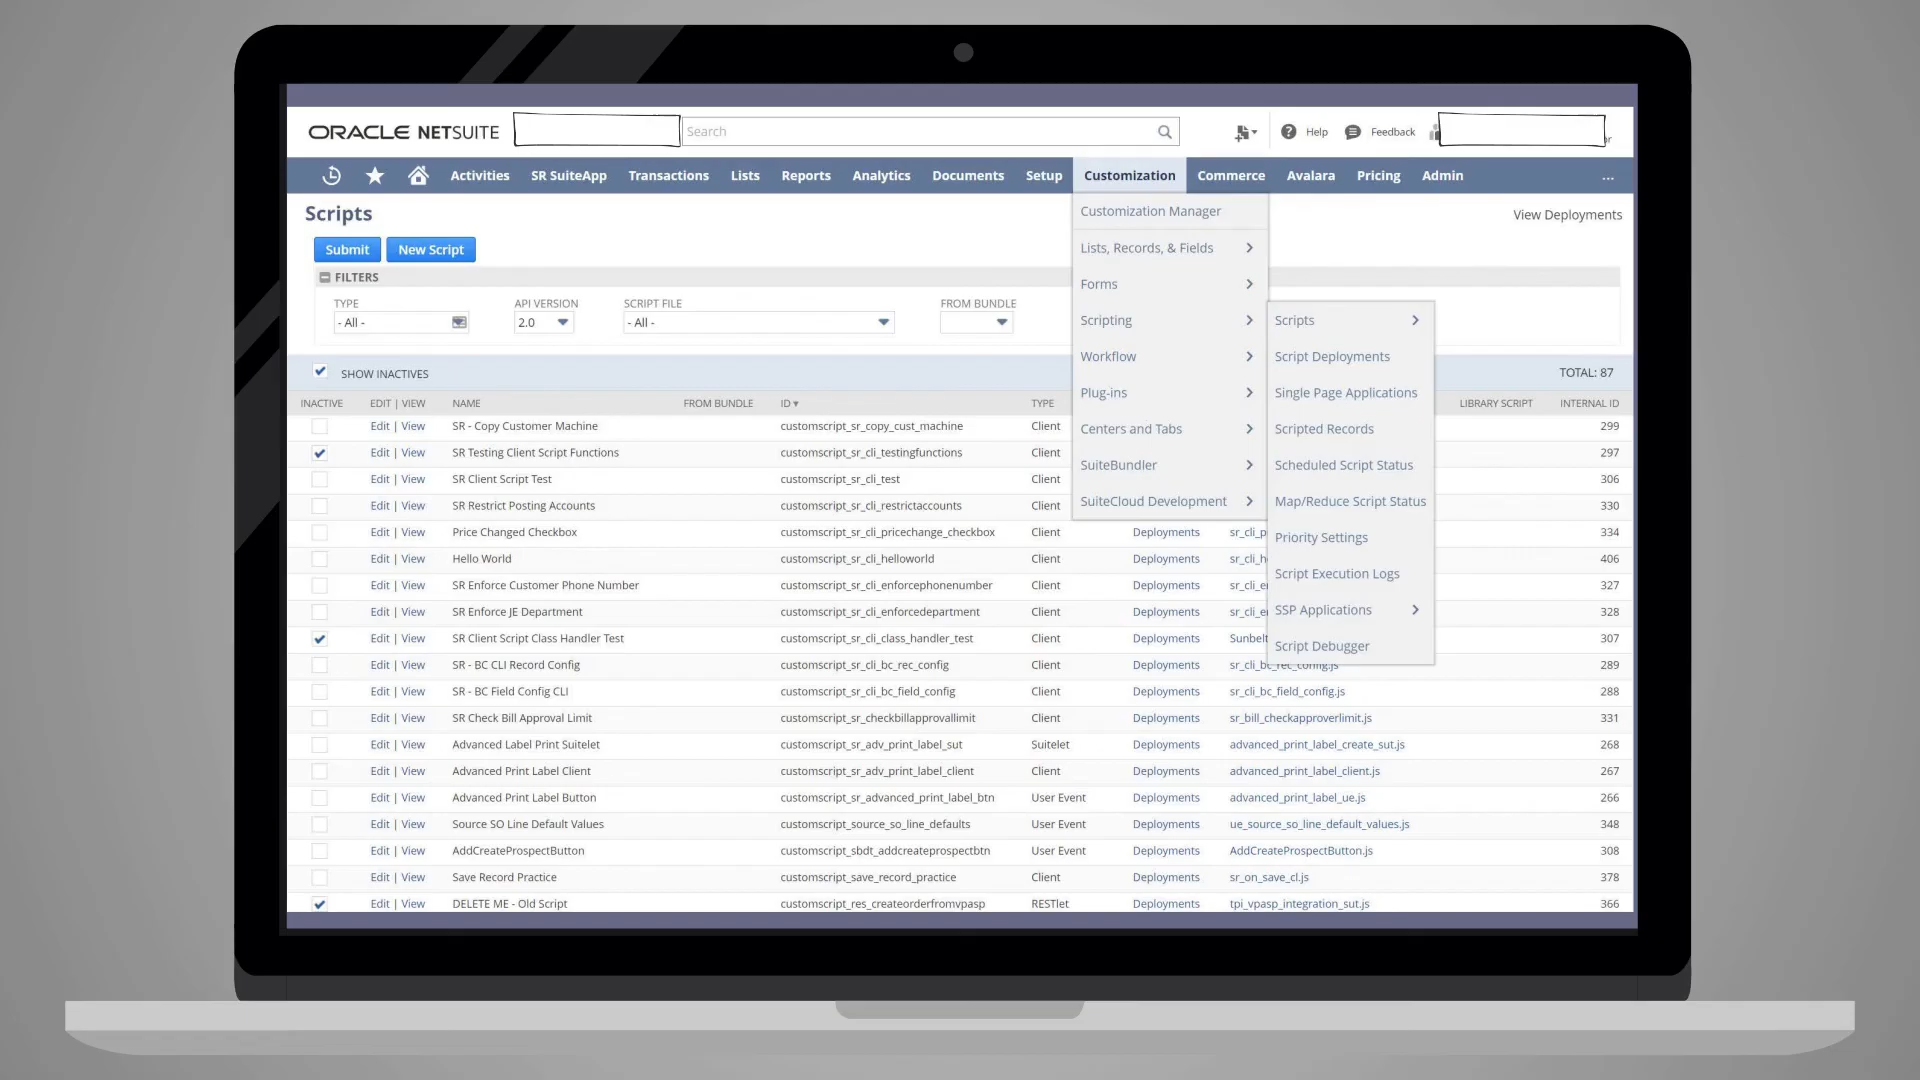 ORACLE NETSUITE
Search
Help
Feedback
Activities SR SuiteApp Transactions Lists Reports Analytics Documents Setup Customization Commerce Avalara Pricing Admin ...
Scripts
View Deployments
Submit New Script
FILTERS
TYPE API VERSION SCRIPT FILE FROM BUNDLE
- All - 2.0 - All -
SHOW INACTIVES TOTAL: 87
INACTIVE EDIT | VIEW NAME FROM BUNDLE ID TYPE LIBRARY SCRIPT INTERNAL ID
Edit | View SR - Copy Customer Machine customscript_sr_copy_cust_machine Client 299
Edit | View SR Testing Client Script Functions customscript_sr_cli_testingfunctions Client 297
Edit | View SR Client Script Test customscript_sr_cli_test Client 306
Edit | View SR Restrict Posting Accounts customscript_sr_cli_restrictaccounts Client 330
Edit | View Price Changed Checkbox customscript_sr_cli_pricechange_checkbox Client Deployments sr_cli_p 334
Edit | View Hello World customscript_sr_cli_helloworld Client Deployments sr_cli_h 406
Edit | View SR Enforce Customer Phone Number customscript_sr_cli_enforcephonenumber Client Deployments sr_cli_e 327
Edit | View SR Enforce JE Department customscript_sr_cli_enforcedepartment Client Deployments sr_cli_e 328
Edit | View SR Client Script Class Handler Test customscript_sr_cli_class_handler_test Client Deployments Sunbelt 307
Edit | View SR - BC CLI Record Config customscript_sr_cli_bc_rec_config Client Deployments sr_cli_bc_rec_config.js 289
Edit | View SR - BC Field Config CLI customscript_sr_cli_bc_field_config Client Deployments sr_cli_bc_field_config.js 288
Edit | View SR Check Bill Approval Limit customscript_sr_checkbillapprovallimit Client Deployments sr_bill_checkapproverlimit.js 331
Edit | View Advanced Label Print Suitelet customscript_sr_adv_print_label_sut Suitelet Deployments advanced_print_label_create_sut.js 268
Edit | View Advanced Print Label Client customscript_sr_adv_print_label_client Client Deployments advanced_print_label_client.js 267
Edit | View Advanced Print Label Button customscript_sr_advanced_print_label_btn User Event Deployments advanced_print_label_ue.js 266
Edit | View Source SO Line Default Values customscript_source_so_line_defaults User Event Deployments ue_source_so_line_default_values.js 348
Edit | View AddCreateProspectButton customscript_sbdt_addcreateprospectbtn User Event Deployments AddCreateProspectButton.js 308
Edit | View Save Record Practice customscript_save_record_practice Client Deployments sr_on_save_cl.js 378
Edit | View DELETE ME - Old Script customscript_res_createorderfromvpasp RESTlet Deployments tpi_vpasp_integration_sut.js 366
Customization Manager
Lists, Records, & Fields
Forms
Scripting
Workflow
Plug-ins
Centers and Tabs
SuiteBundler
SuiteCloud Development
Scripts
Script Deployments
Single Page Applications
Scripted Records
Scheduled Script Status
Map/Reduce Script Status
Priority Settings
Script Execution Logs
SSP Applications
Script Debugger